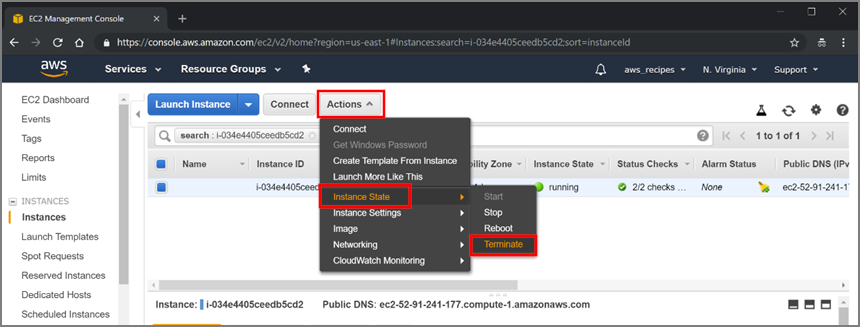 EC2 Management Console
https://console.aws.amazon.com/ec2/v2/home?region=us-east-1#Instances:search=i-034e4405ceedb5cd2;sort=instanceId
aws Services Resource Groups aws_recipes N. Virginia Support
EC2 Dashboard
Events
Tags
Reports
Limits
INSTANCES
Instances
Launch Templates
Spot Requests
Reserved Instances
Dedicated Hosts
Scheduled Instances
Launch Instance Connect Actions
search : i-034e4405ceedb5cd2 1 to 1 of 1
Name Instance ID Zone Instance State Status Checks Alarm Status Public DNS (IPv
running 2/2 checks ... None ec2-52-91-241-17
Connect
Get Windows Password
Create Template From Instance
Launch More Like This
Instance State
Instance Settings
Image
Networking
CloudWatch Monitoring
Start
Stop
Reboot
Terminate
Instance: i-034e4405ceedb5cd2 Public DNS: ec2-52-91-241-177.compute-1.amazonaws.com